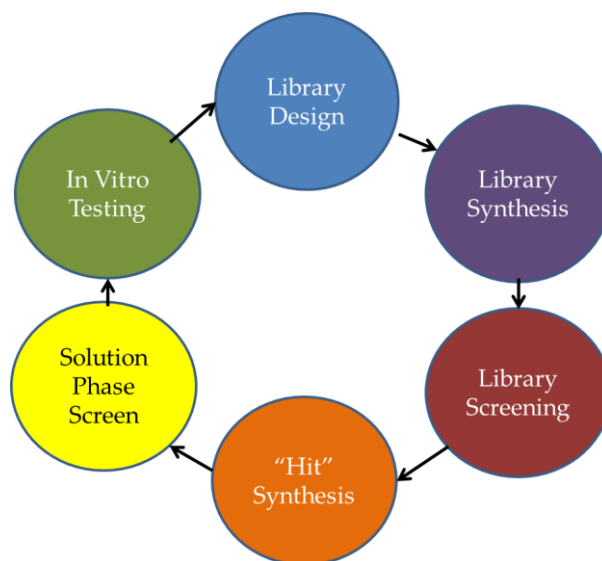 Library
Design
Library
Synthesis
Library
Screening
“Hit”
Synthesis
Solution
Phase
Screen
In Vitro
Testing